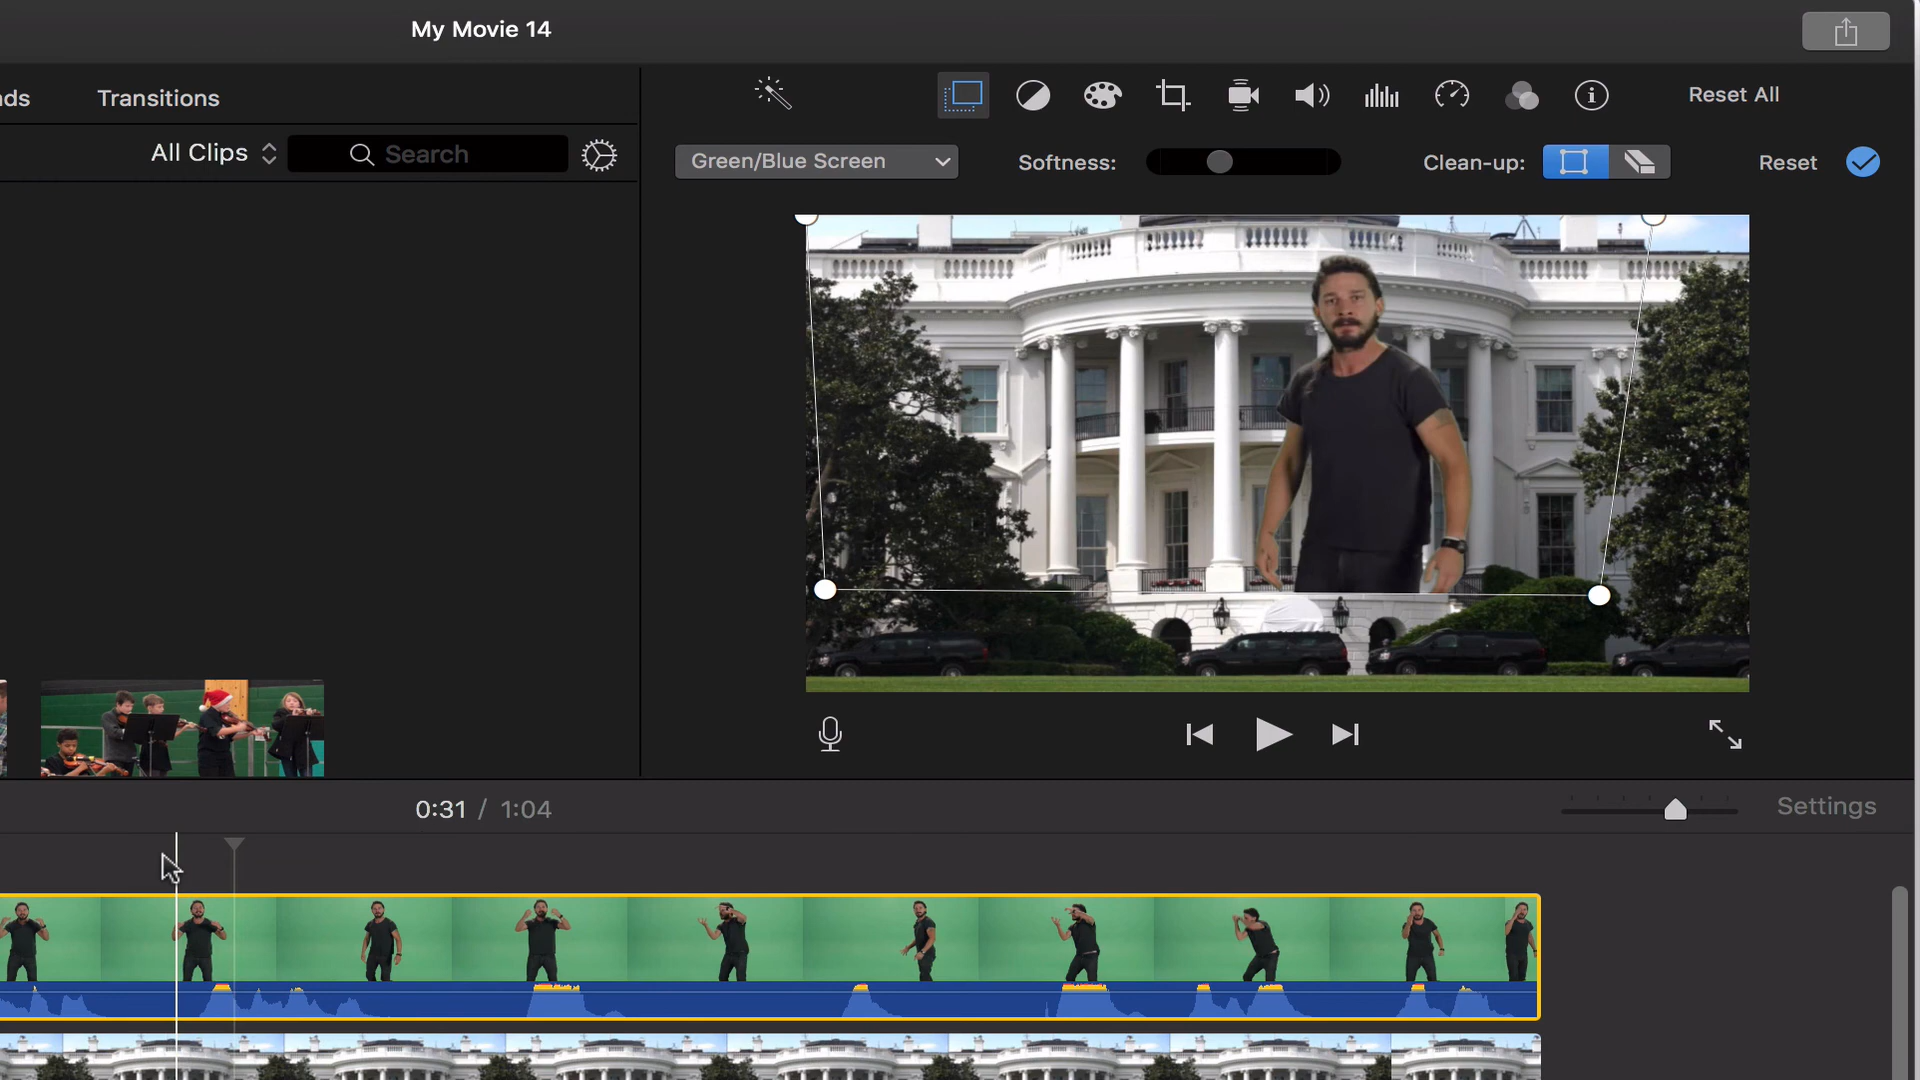 My Movie 14
ds
Transitions
Reset All
All Clips
Search
Green/Blue Screen
Softness:
Clean-up:
Reset
0:31 / 1:04
Settings